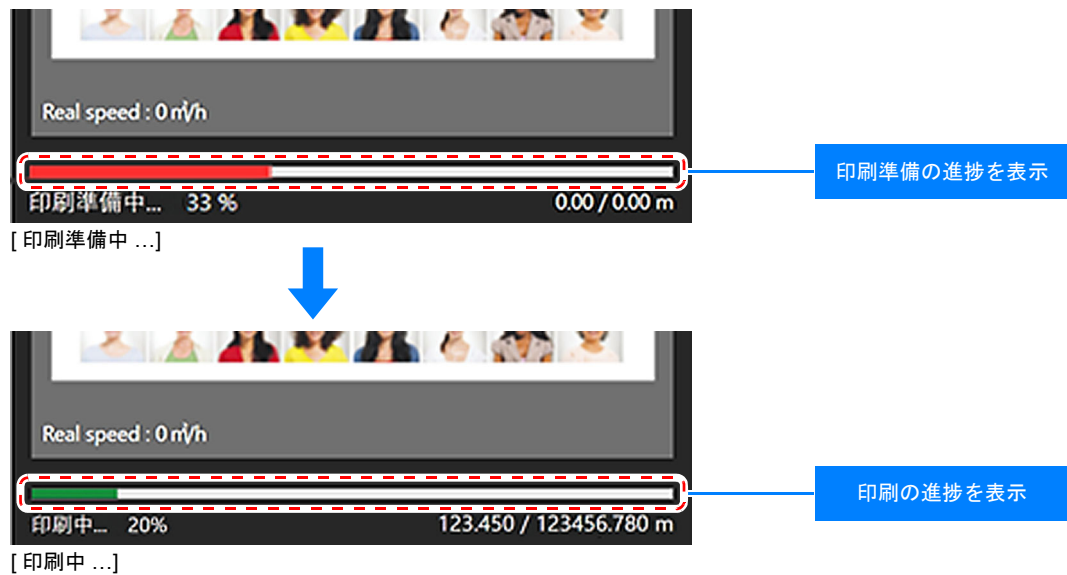 Real speed : 0 ㎡/h
印刷準備の進捗を表示
印刷準備中... 33 % 0.00 / 0.00 m
[ 印刷準備中 …]
Real speed : 0 ㎡/h
印刷の進捗を表示
印刷中... 20% 123.450 / 123456.780 m
[ 印刷中 …]